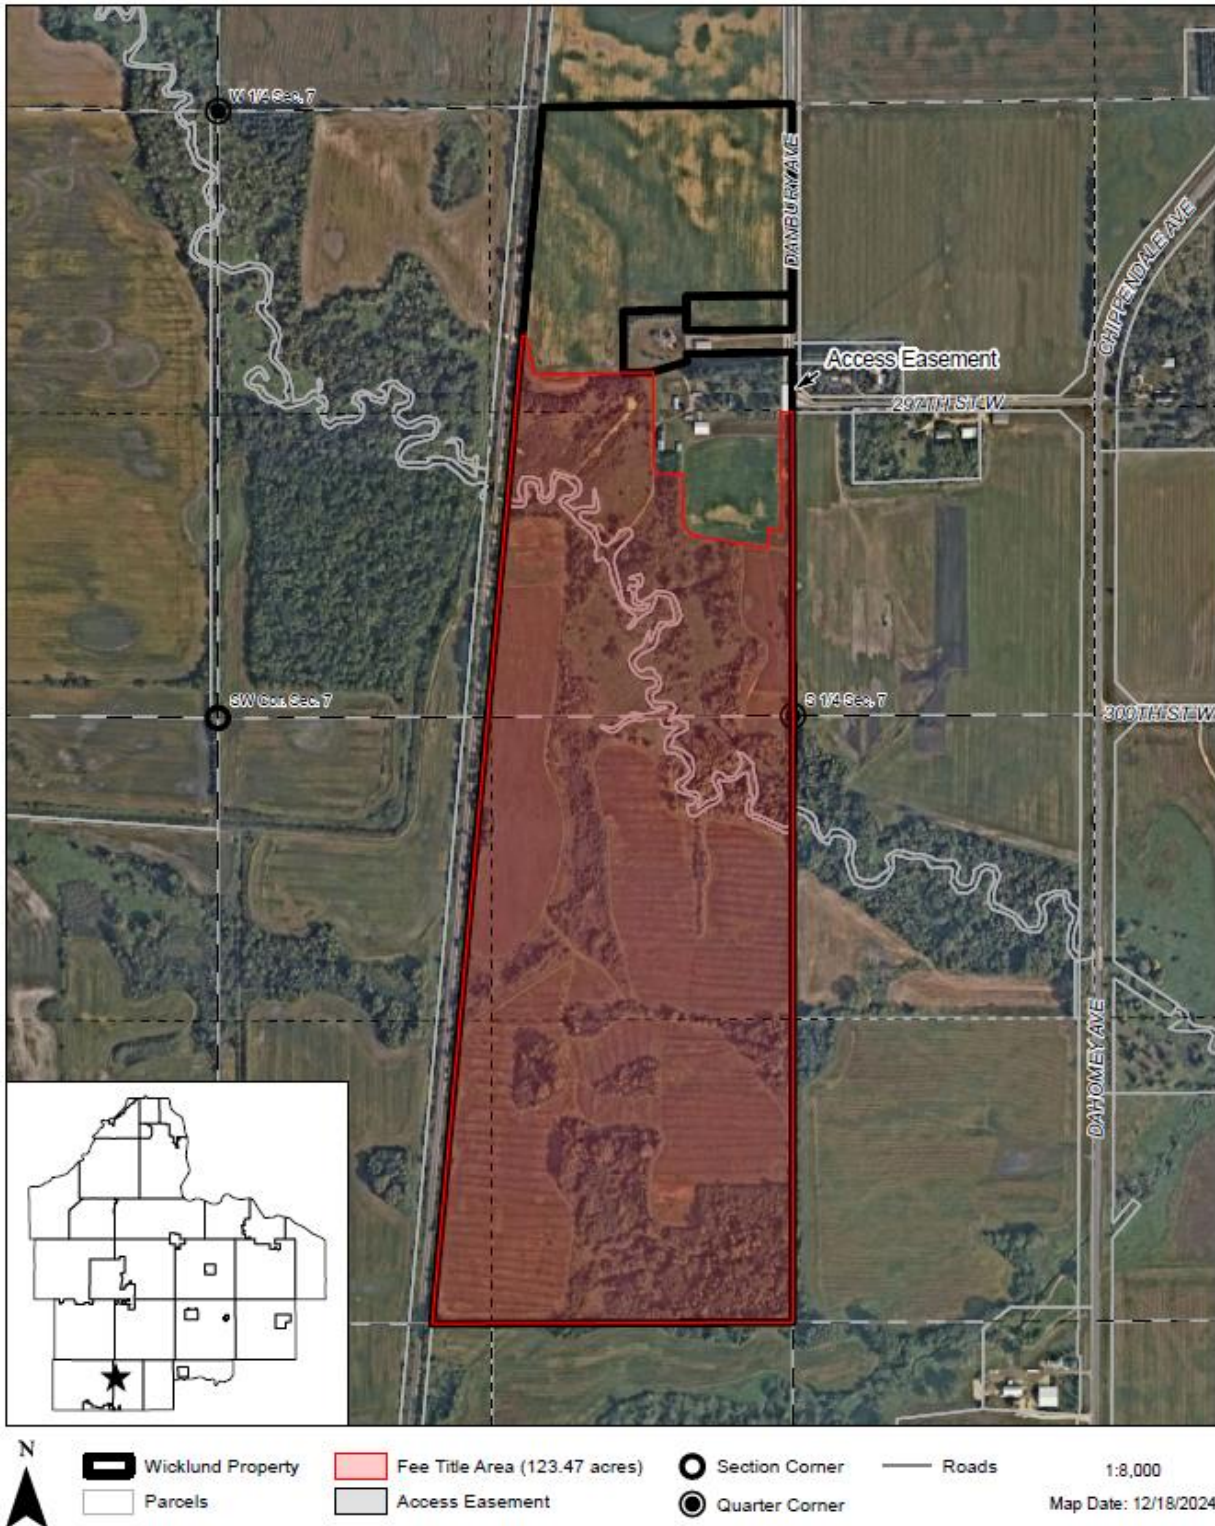 W 1/4 Sec. 7
DANBURY AVE
CHIPPENDALE AVE
Access Easement
297TH ST W
SW Cor. Sec. 7
S 1/4 Sec. 7
300TH ST W
DAHOMEY AVE
N
Wicklund Property
Fee Title Area (123.47 acres)
Section Corner
Roads
1:8,000
Parcels
Access Easement
Quarter Corner
Map Date: 12/18/2024